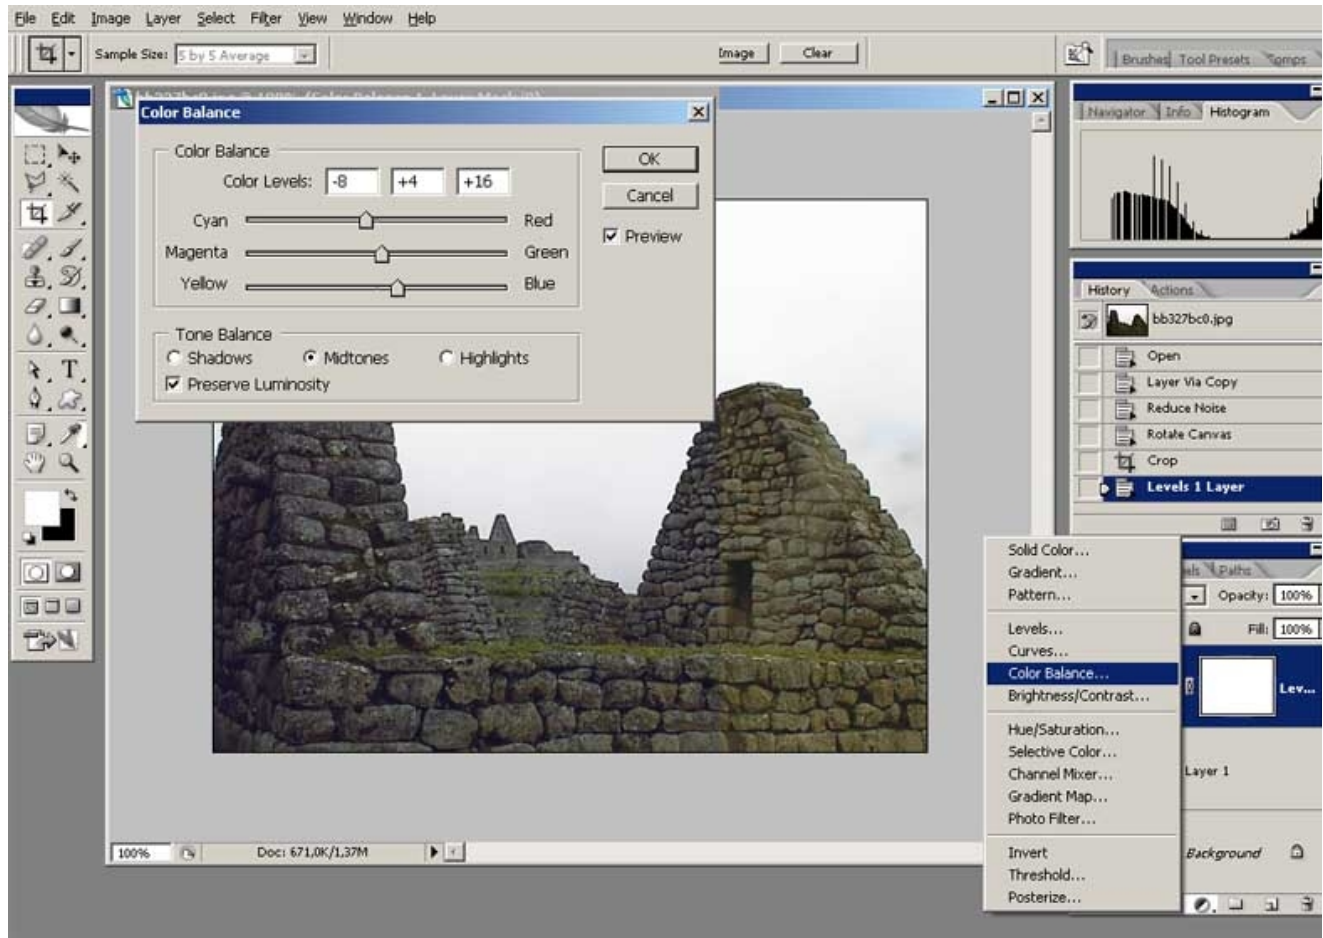 File Edit Image Layer Select Filter View Window Help
Sample Size: 5 by 5 Average
Image Clear
Brushes Tool Presets Comps
Color Balance
Color Balance
Color Levels: -8 +4 +16
Cyan Red
Magenta Green
Yellow Blue
OK
Cancel
Preview
Tone Balance
Shadows Midtones Highlights
Preserve Luminosity
Navigator Info Histogram
History Actions
bb327bc0.jpg
Open
Layer Via Copy
Reduce Noise
Rotate Canvas
Crop
Levels 1 Layer
Paths
Opacity: 100%
Fill: 100%
Lev...
Layer 1
Background
Solid Color...
Gradient...
Pattern...
Levels...
Curves...
Color Balance...
Brightness/Contrast...
Hue/Saturation...
Selective Color...
Channel Mixer...
Gradient Map...
Photo Filter...
Invert
Threshold...
Posterize...
100% Doc: 671,0K/1,37M